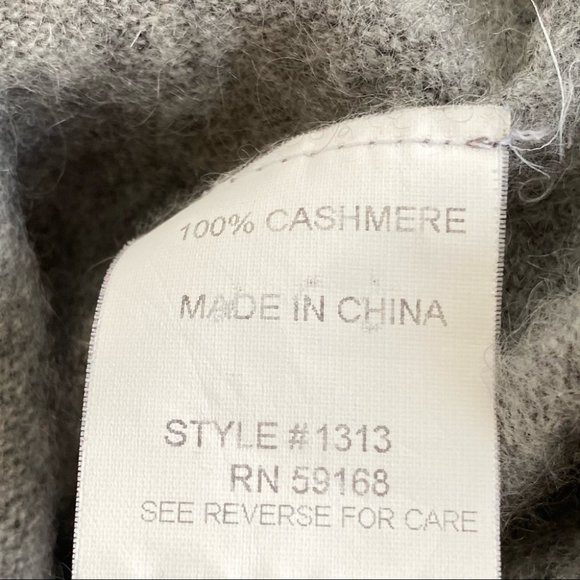 100% CASHMERE
MADE IN CHINA
STYLE #1313
RN 59168
SEE REVERSE FOR CARE